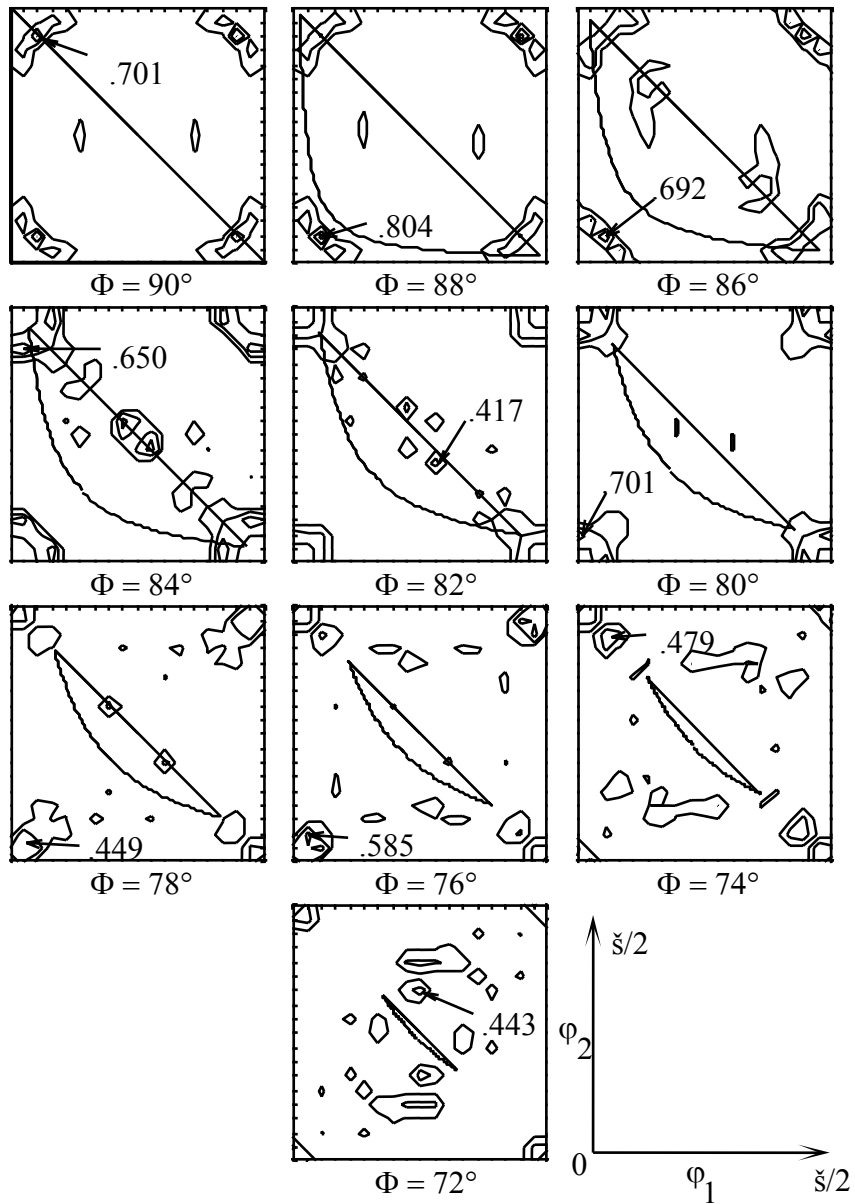 .701
.804
692
Φ = 90°
Φ = 88°
Φ = 86°
.650
.417
.701
Φ = 84°
Φ = 82°
Φ = 80°
.449
.585
.479
Φ = 78°
Φ = 76°
Φ = 74°
.443
Φ = 72°
š/2
φ2
0
φ1
š/2